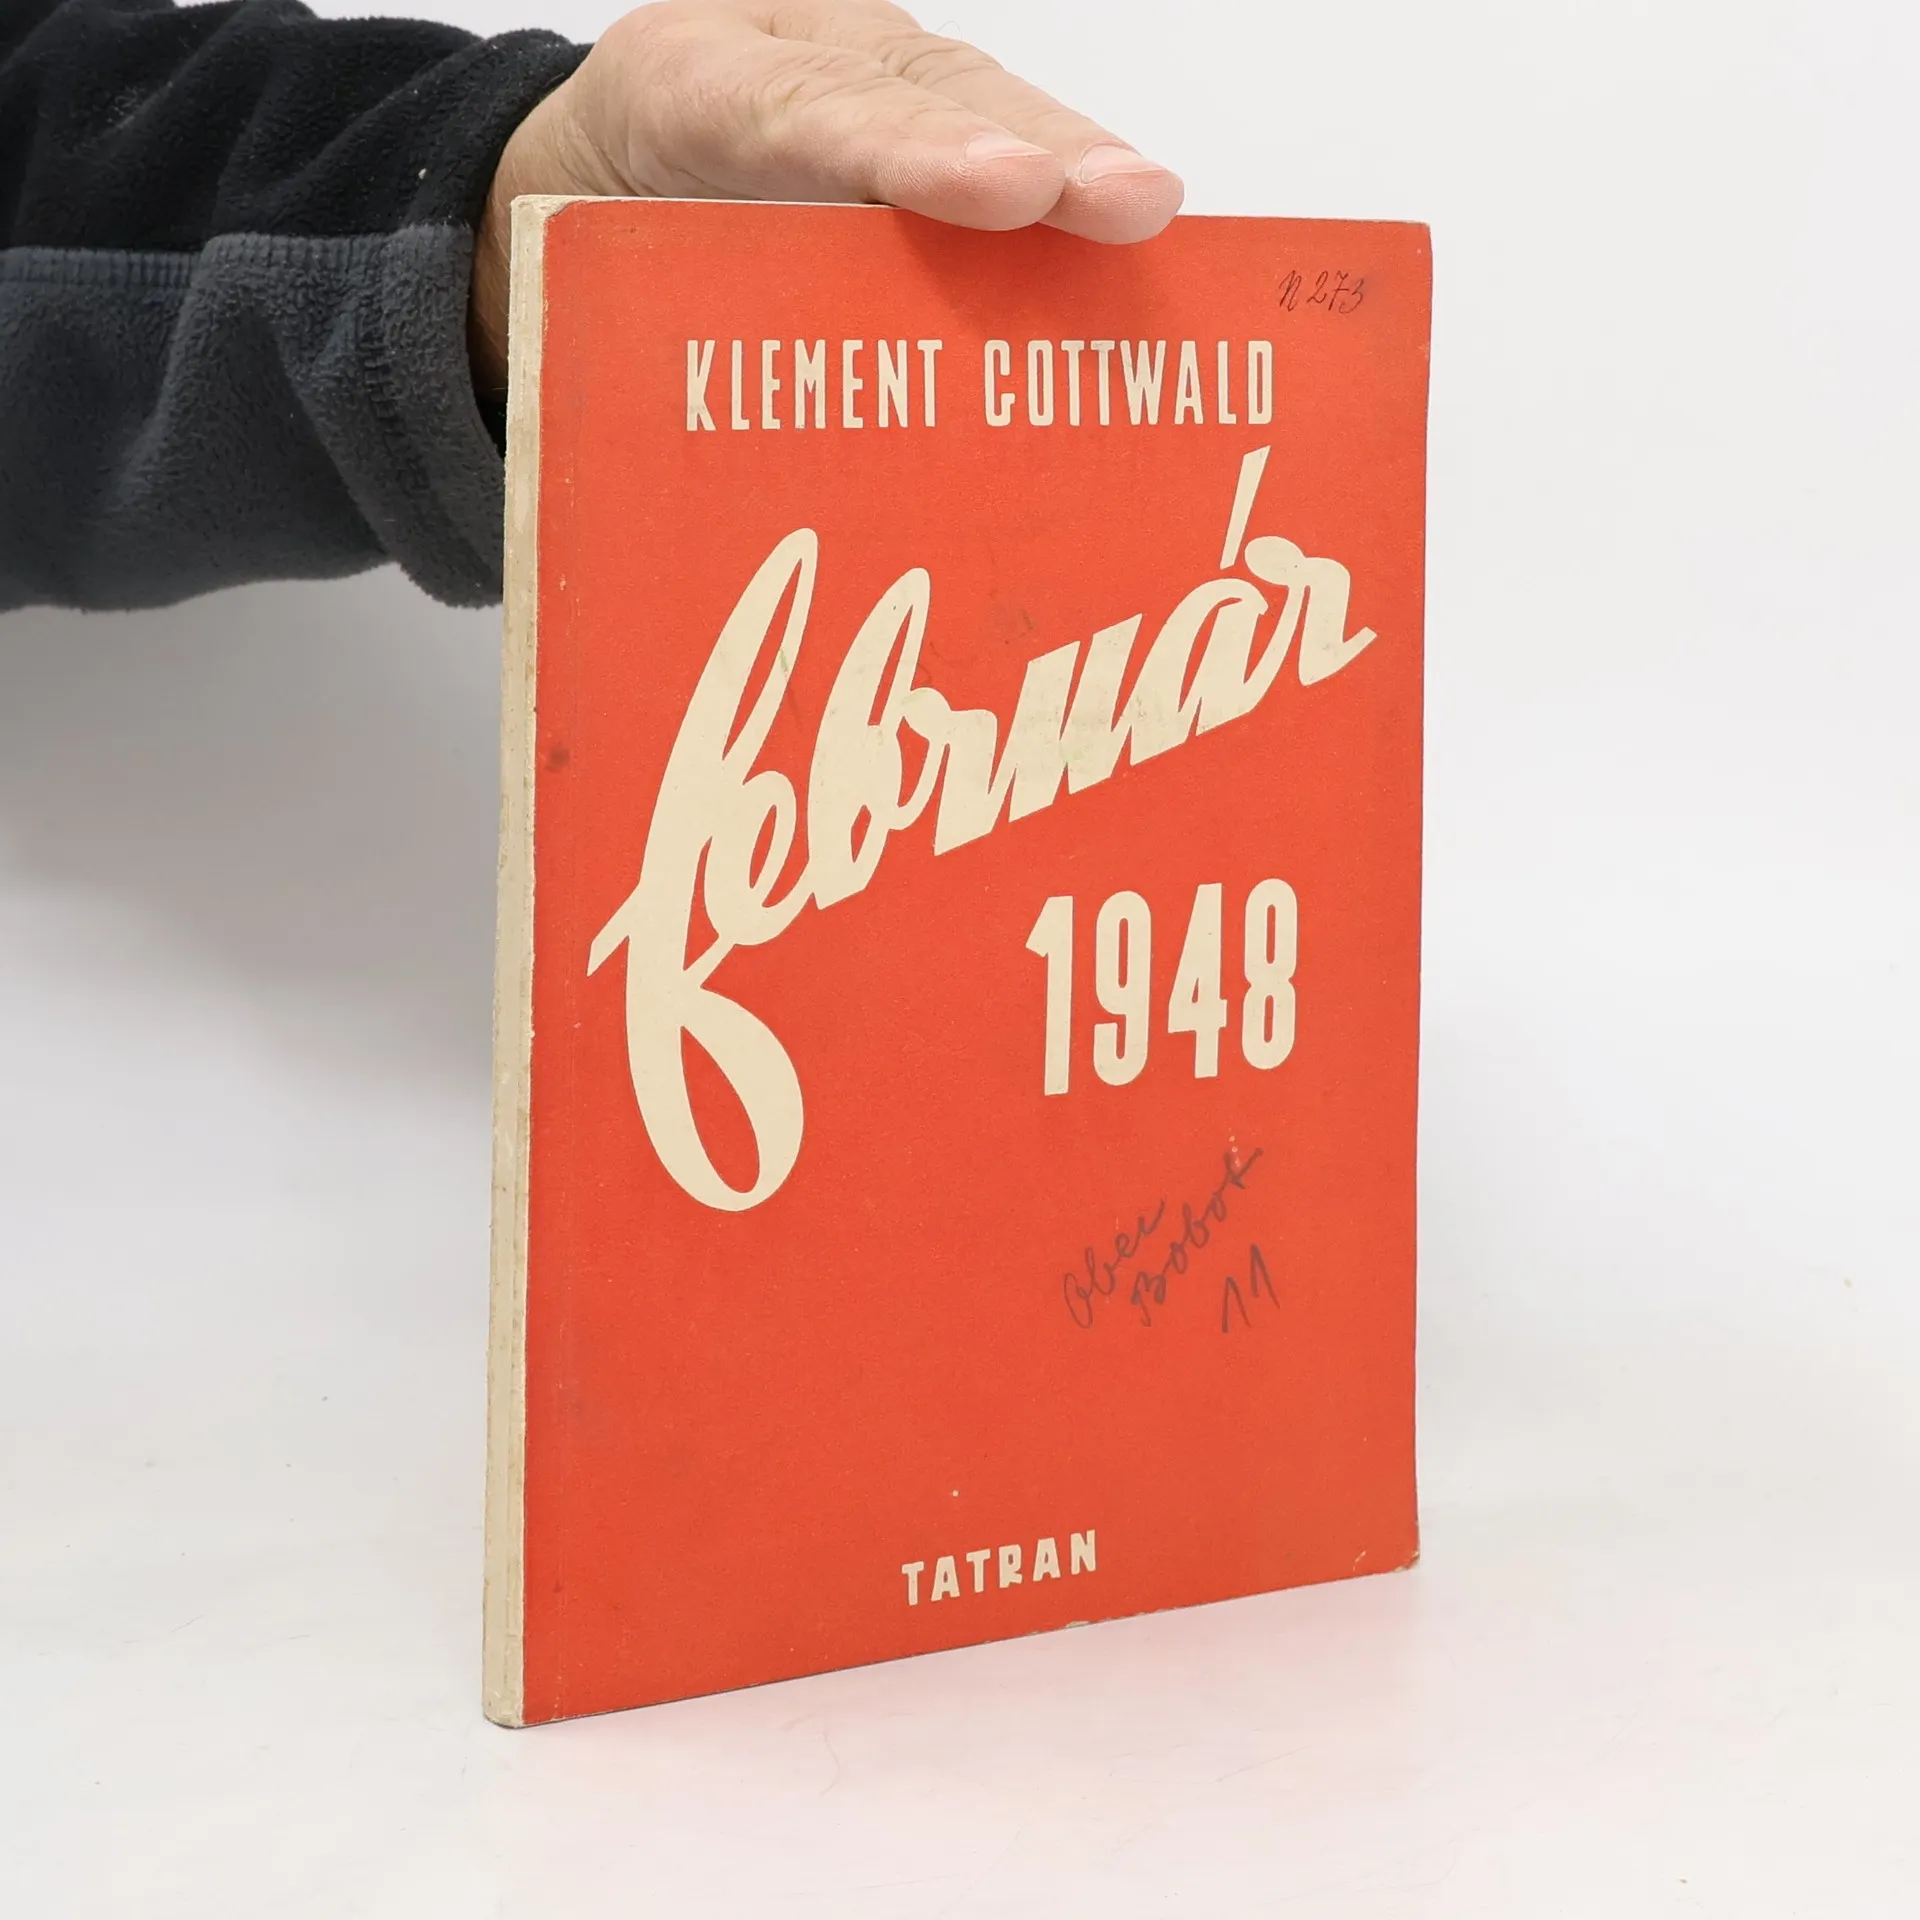 N 273
KLEMENT GOTTWALD
február
1948
Obec
Bobot
11
TATRAN